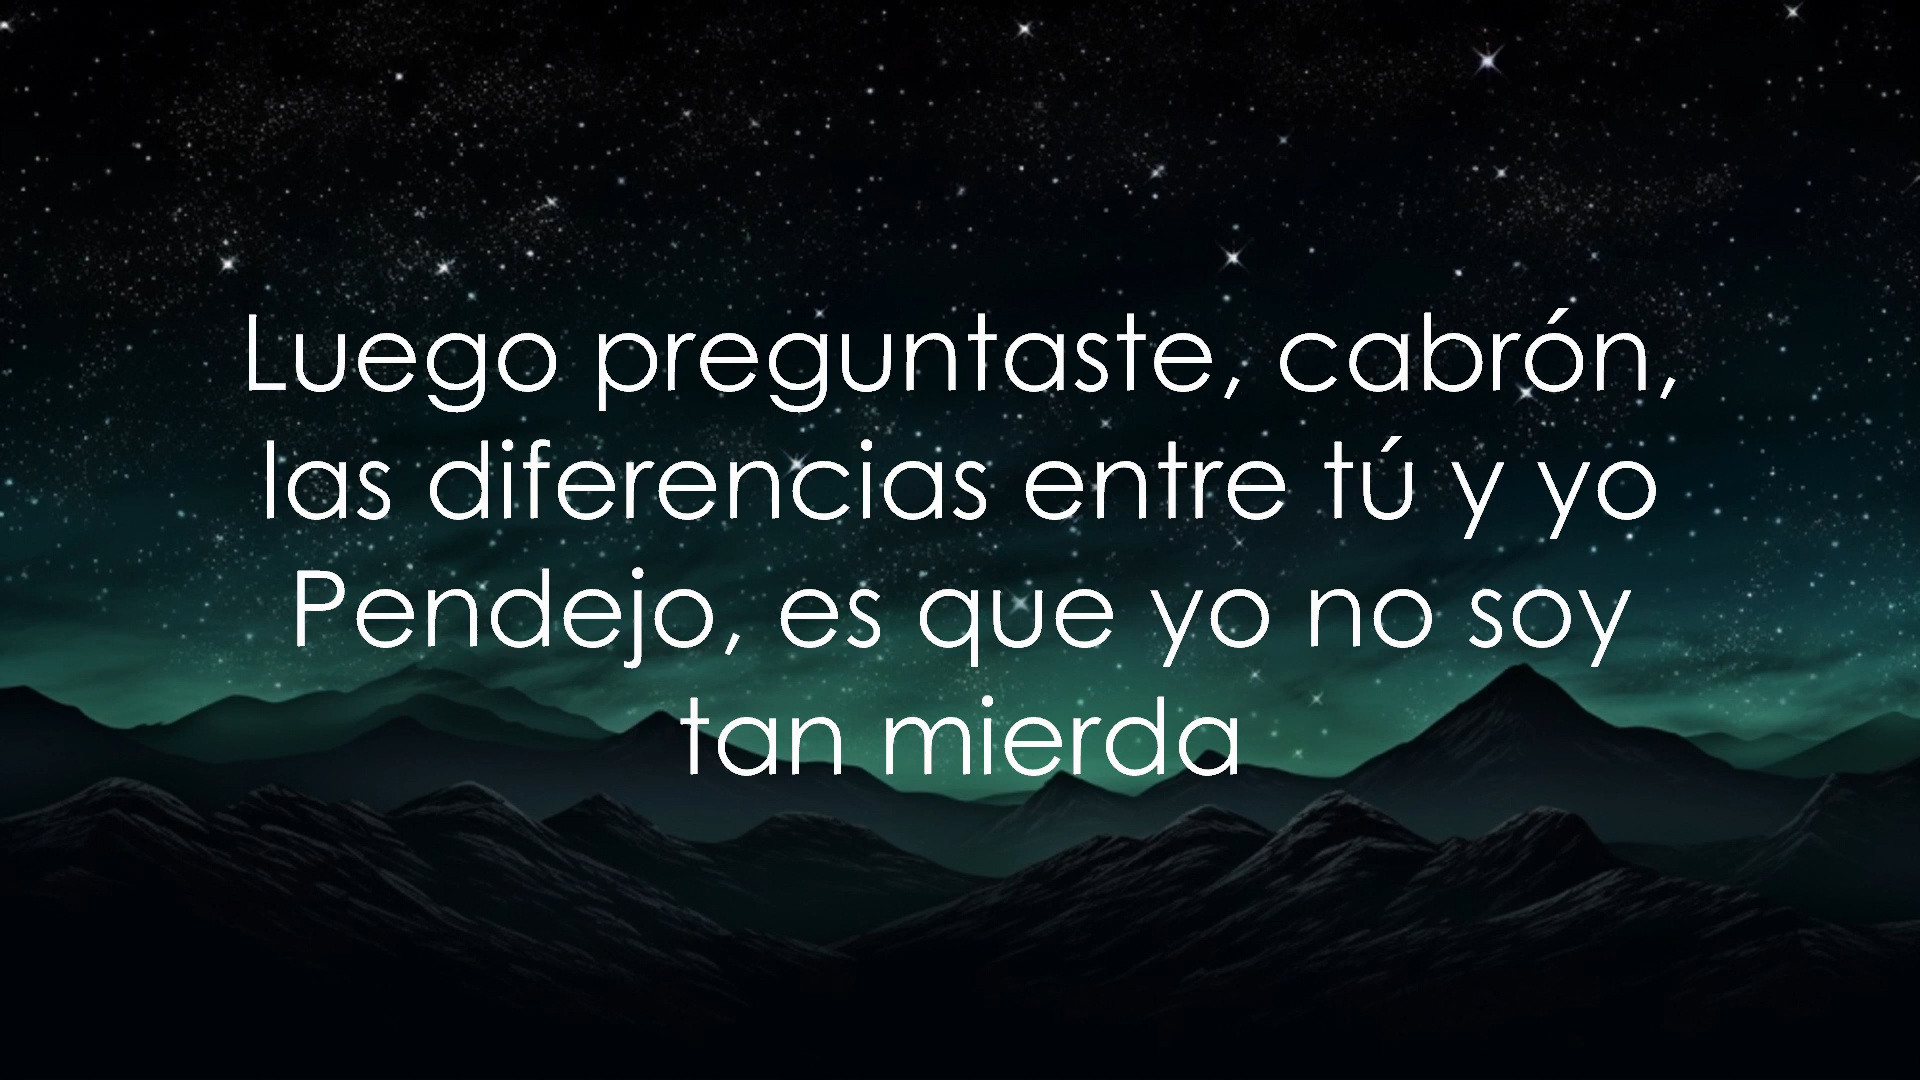 Luego preguntaste, cabrón,
las diferencias entre tú y yo
Pendejo, es que yo no soy
tan mierda